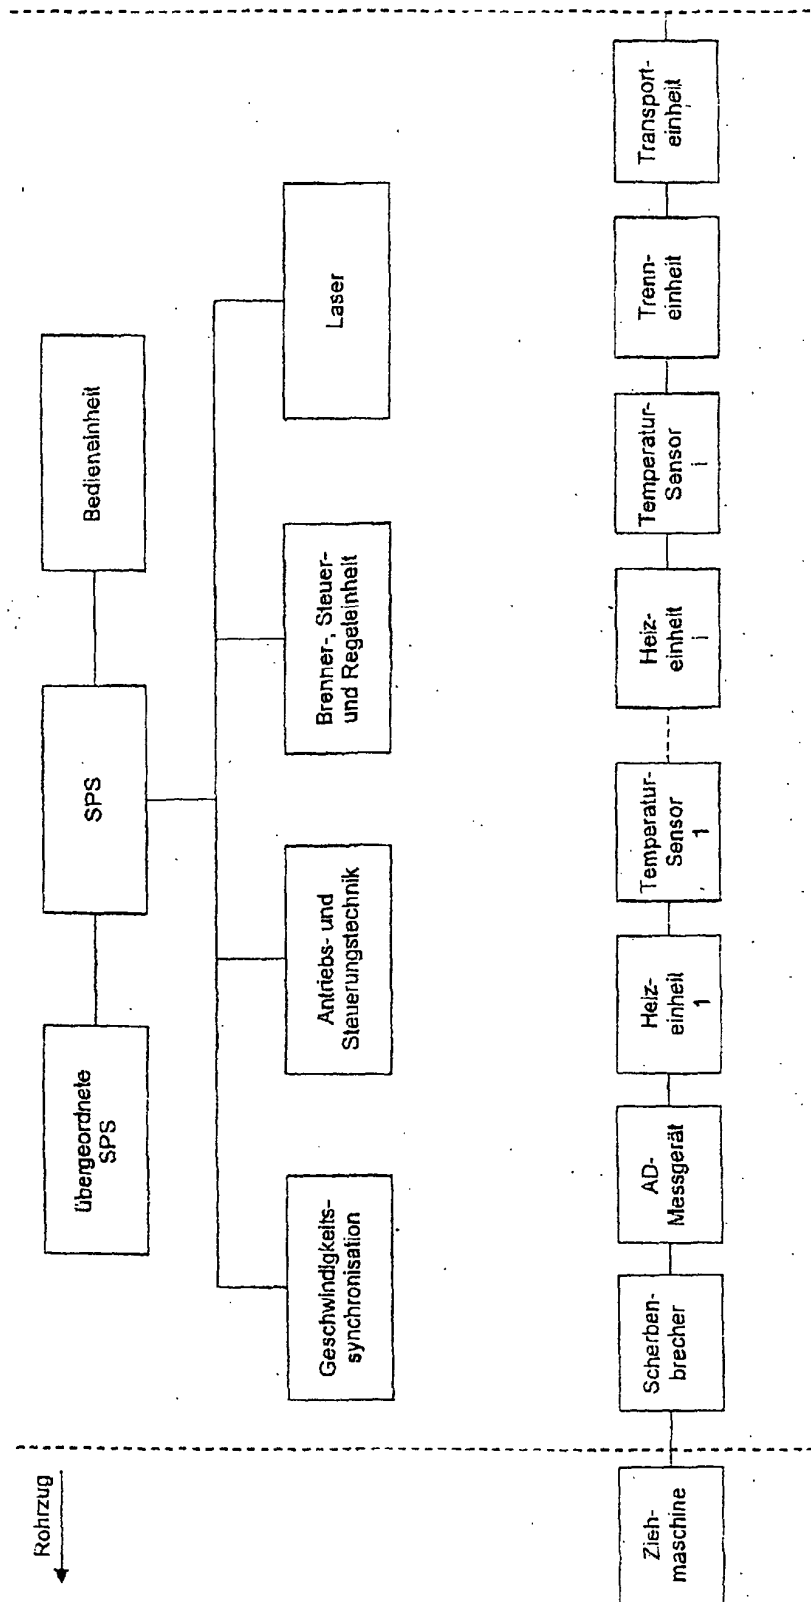 Rohrzug
übergeordnete
SPS
SPS
Bedieneinheit
Geschwindigkeits-
synchronisation
Antriebs- und
Steuerungstechnik
Brenner-, Steuer-
und Regeleinheit
Laser
Zieh-
maschine
Scherben-
brecher
AD-
Messgerät
Heiz-
einheit
1
Temperatur-
Sensor
1
Heiz-
einheit
i
Temperatur-
Sensor
i
Trenn-
einheit
Transport-
einheit